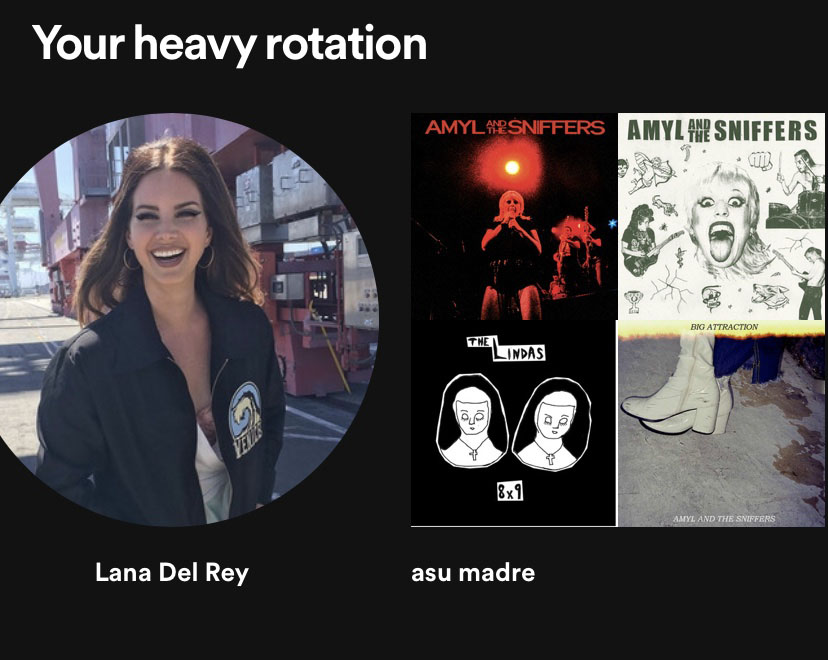 Your heavy rotation
AMYL AND THE SNIFFERS
AMYL AND THE SNIFFERS
VENICE
THE LINDAS
8x9
BIG ATTRACTION
AMYL AND THE SNIFFERS
Lana Del Rey
asu madre